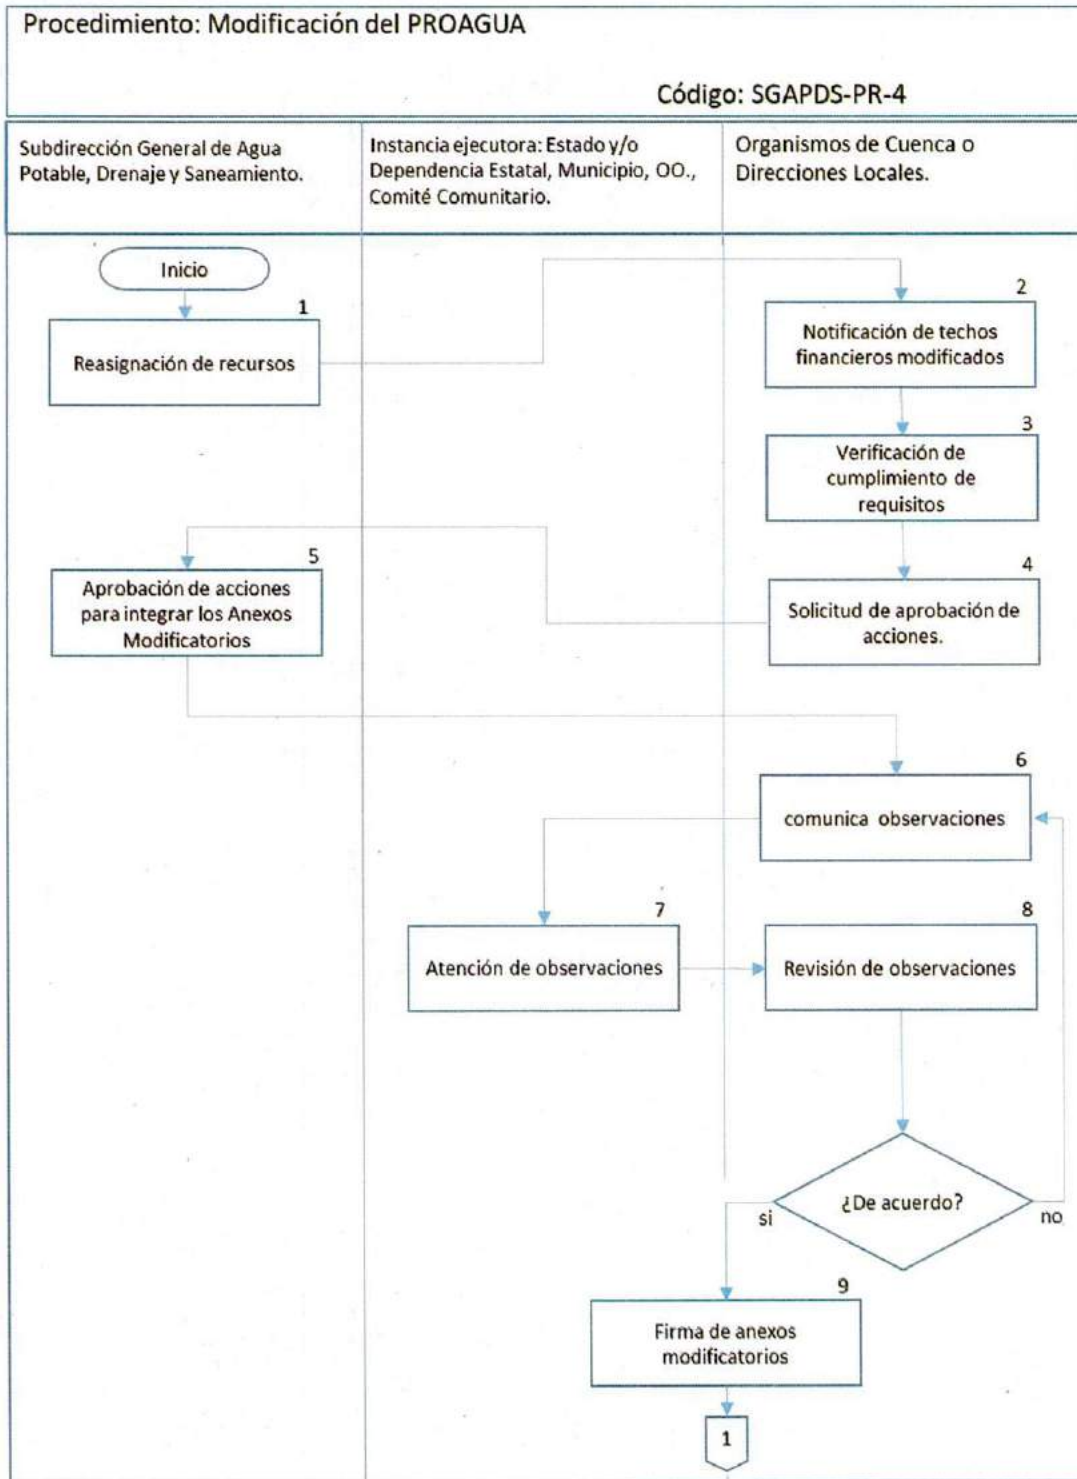 Procedimiento: Modificación del PROAGUA
Código: SGAPDS-PR-4
Subdirección General de Agua
Potable, Drenaje y Saneamiento.
Instancia ejecutora: Estado y/o
Dependencia Estatal, Municipio, OO.,
Comité Comunitario.
Organismos de Cuenca o
Direcciones Locales.
Inicio
1
Reasignación de recursos
2
Notificación de techos
financieros modificados
3
Verificación de
cumplimiento de
requisitos
4
Solicitud de aprobación de
acciones.
5
Aprobación de acciones
para integrar los Anexos
Modificatorios
6
comunica observaciones
7
Atención de observaciones
8
Revisión de observaciones
¿De acuerdo?
si
no
9
Firma de anexos
modificatorios
1